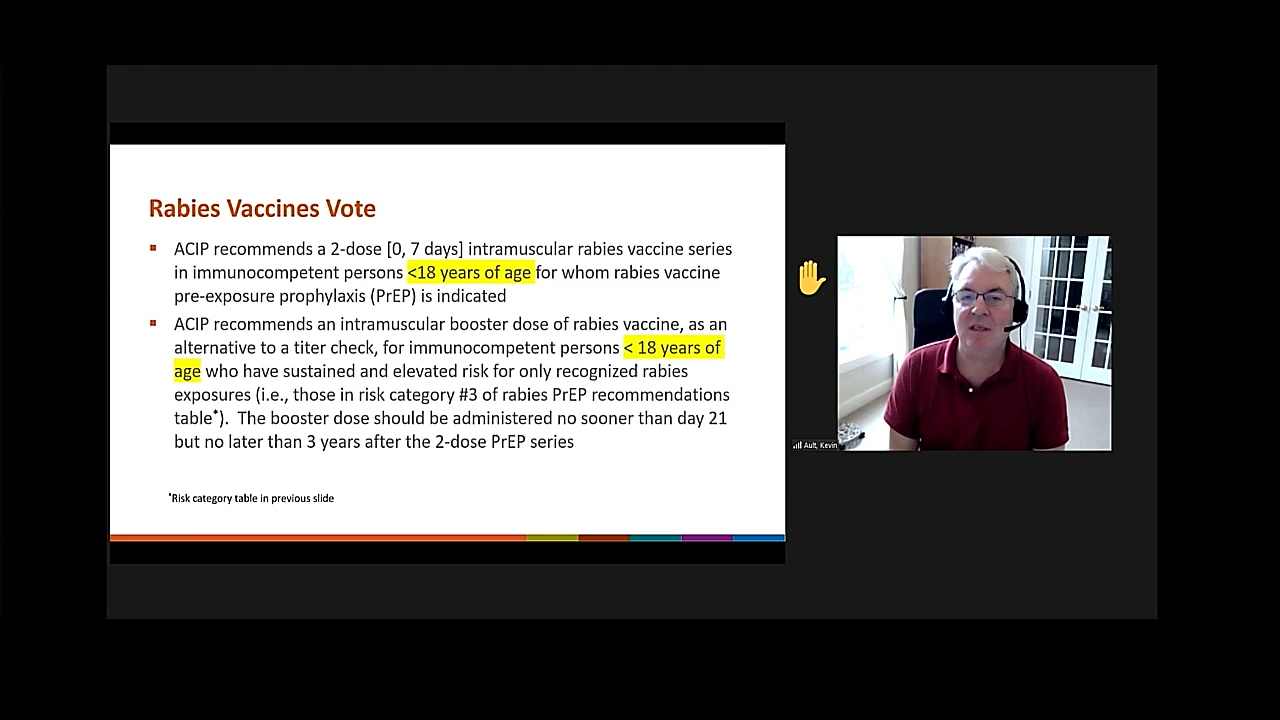 Rabies Vaccines Vote
ACIP recommends a 2-dose [0, 7 days] intramuscular rabies vaccine series
in immunocompetent persons <18 years of age for whom rabies vaccine
pre-exposure prophylaxis (PrEP) is indicated
ACIP recommends an intramuscular booster dose of rabies vaccine, as an
alternative to a titer check, for immunocompetent persons < 18 years of
age who have sustained and elevated risk for only recognized rabies
exposures (i.e., those in risk category #3 of rabies PrEP recommendations
table*).  The booster dose should be administered no sooner than day 21
but no later than 3 years after the 2-dose PrEP series
*Risk category table in previous slide
Ault, Kevin